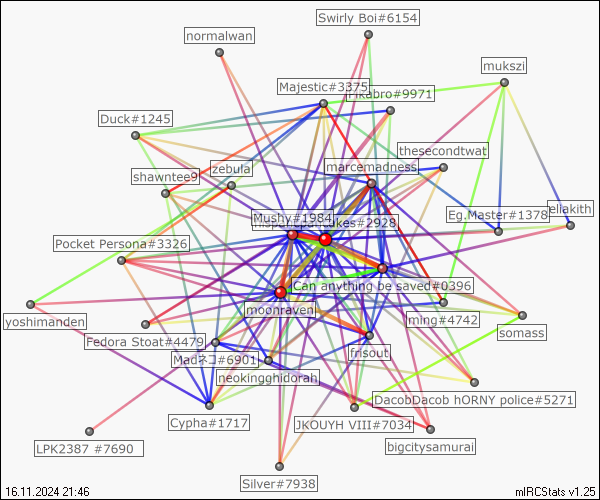 Swirly Boi#6154
normalwan
mukszi
Majestic#3375
Pikabro#9971
Duck#1245
thesecondtwat
marcemadness
zebula
shawntee9
ellakith
Eg,Master#1378
Mushy#1984
ukes#2928
Pocket Persona#3326
Can anything be saved#0396
moonraven
yoshimanden
ming#4742
somass
Fedora Stoat#4479
frisout
Madネコ#6901
neokingghidorah
DacobDacob hORNY police#5271
Cypha#1717
JKOUYH VIII#7034
LPK2387 #7690
bigcitysamurai
Silver#7938
16.11.2024 21:46
mIRCStats v1.25